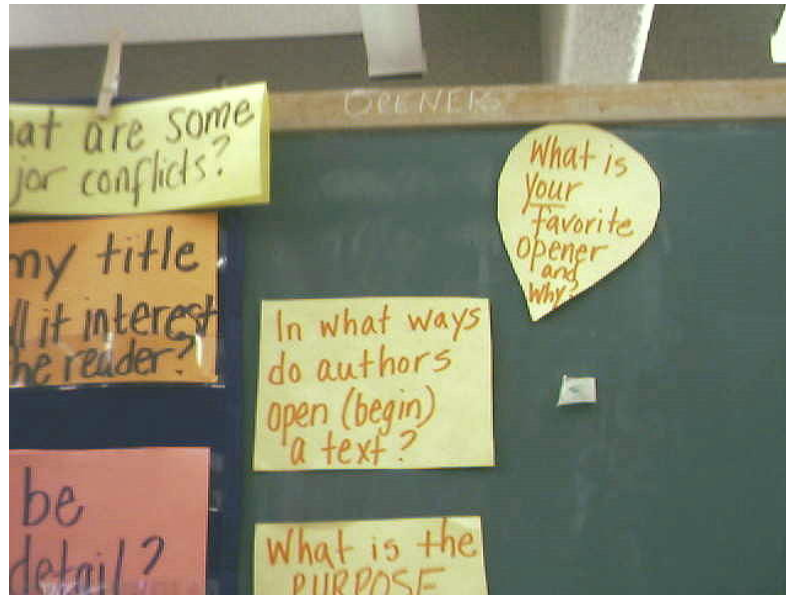 OPENERS
at are some
jor conflicts?
my title
ll it interest
he reader?
be
detail?
What is
your
favorite
opener
and
why?
In what ways
do authors
open (begin)
a text?
What is the
PURPOSE